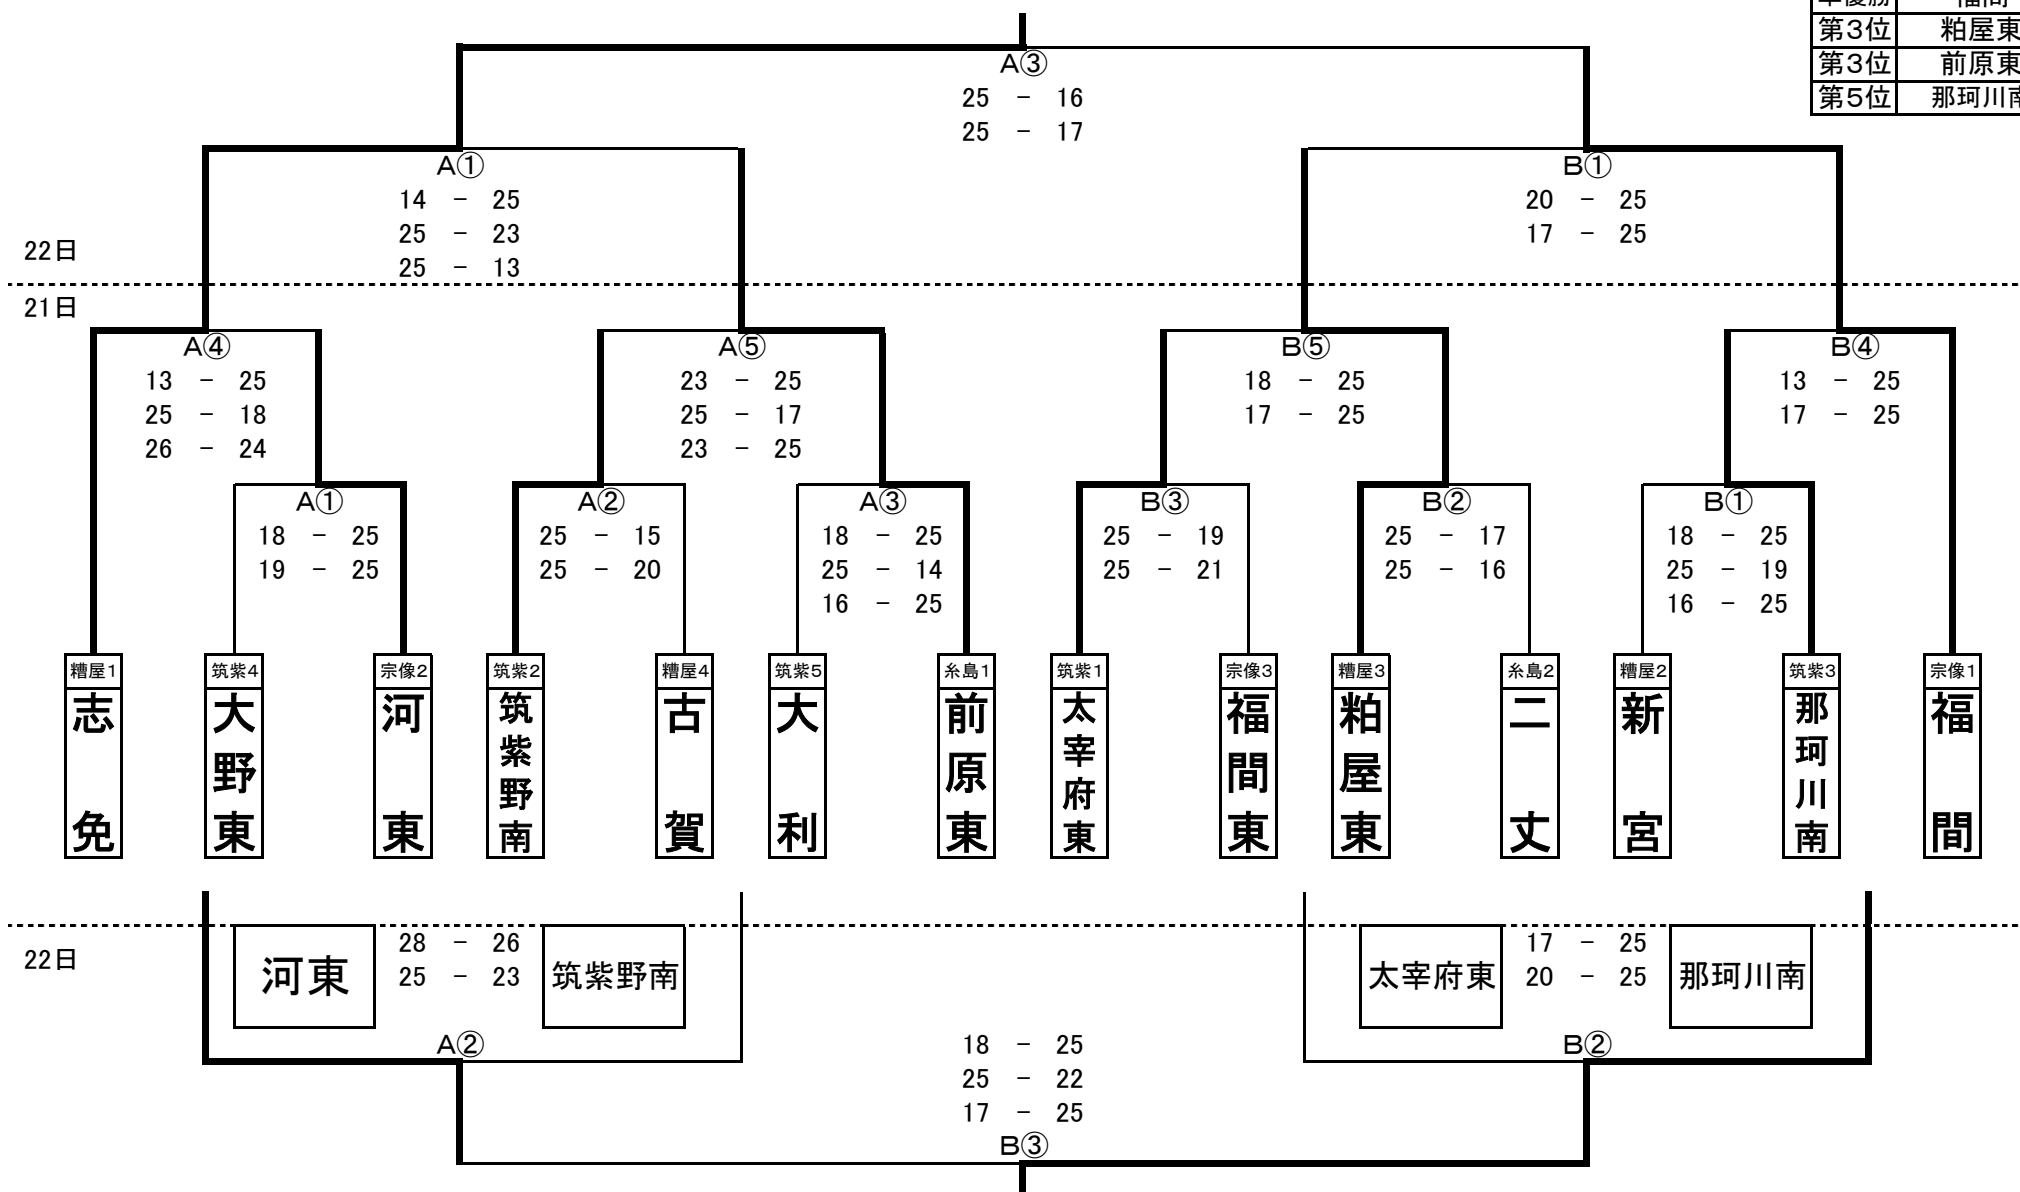 準優勝 福間
第3位 粕屋東
第3位 前原東
第5位 那珂川南
A③
25 - 16
25 - 17
A① B①
14 - 25 20 - 25
25 - 23 17 - 25
25 - 13
22日
21日
A④ A⑤ B⑤ B④
13 - 25 23 - 25 18 - 25 13 - 25
25 - 18 25 - 17 17 - 25 17 - 25
26 - 24 23 - 25
A① A② A③ B③ B② B①
18 - 25 25 - 15 18 - 25 25 - 19 25 - 17 18 - 25
19 - 25 25 - 20 25 - 14 25 - 21 25 - 16 25 - 19
16 - 25 16 - 25
糟屋1 筑紫4 宗像2 筑紫2 糟屋4 筑紫5 糸島1 筑紫1 宗像3 糟屋3 糸島2 糟屋2 筑紫3 宗像1
志免 大野東 河東 筑紫野南 古賀 大利 前原東 太宰府東 福間東 粕屋東 二丈 新宮 那珂川南 福間
22日
河東 28 - 26 筑紫野南 太宰府東 17 - 25 那珂川南
25 - 23 20 - 25
A② B②
18 - 25
25 - 22
17 - 25
B③